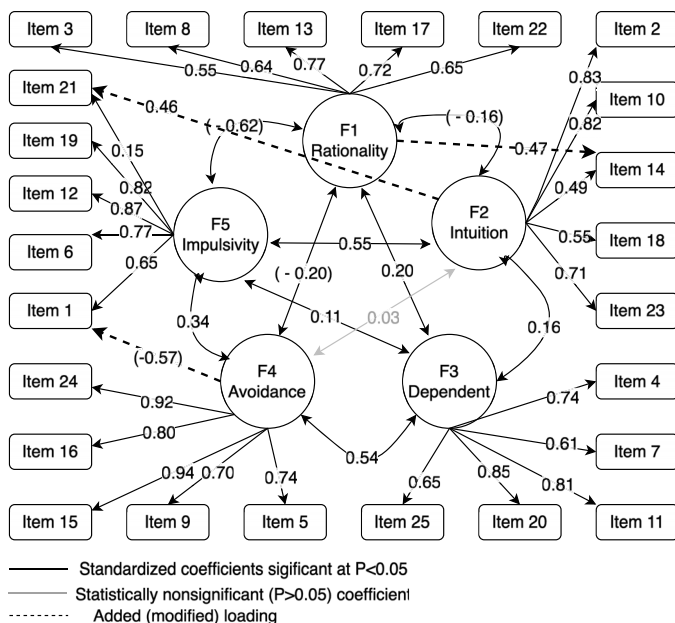 Item 3
Item 8
Item 13
Item 17
Item 22
Item 2
0.55
0.64
0.77
0.72
0.65
Item 21
0.83
Item 10
0.46
(- 0.62)
F1
Rationality
(- 0.16)
0.82
Item 19
0.15
0.47
Item 14
Item 12
0.82
0.49
0.87
F5
Impulsivity
F2
Intuition
Item 6
0.77
0.55
0.55
Item 18
0.65
(- 0.20)
0.20
0.71
Item 1
0.34
0.11
0.03
0.16
Item 23
(-0.57)
F4
Avoidance
F3
Dependent
Item 24
0.92
0.74
Item 4
Item 16
0.80
0.54
0.61
Item 7
0.94
0.70
0.74
0.65
0.85
0.81
Item 15
Item 9
Item 5
Item 25
Item 20
Item 11
Standardized coefficients sigificant at P<0.05
Statistically nonsignificant (P>0.05) coefficient
Added (modified) loading